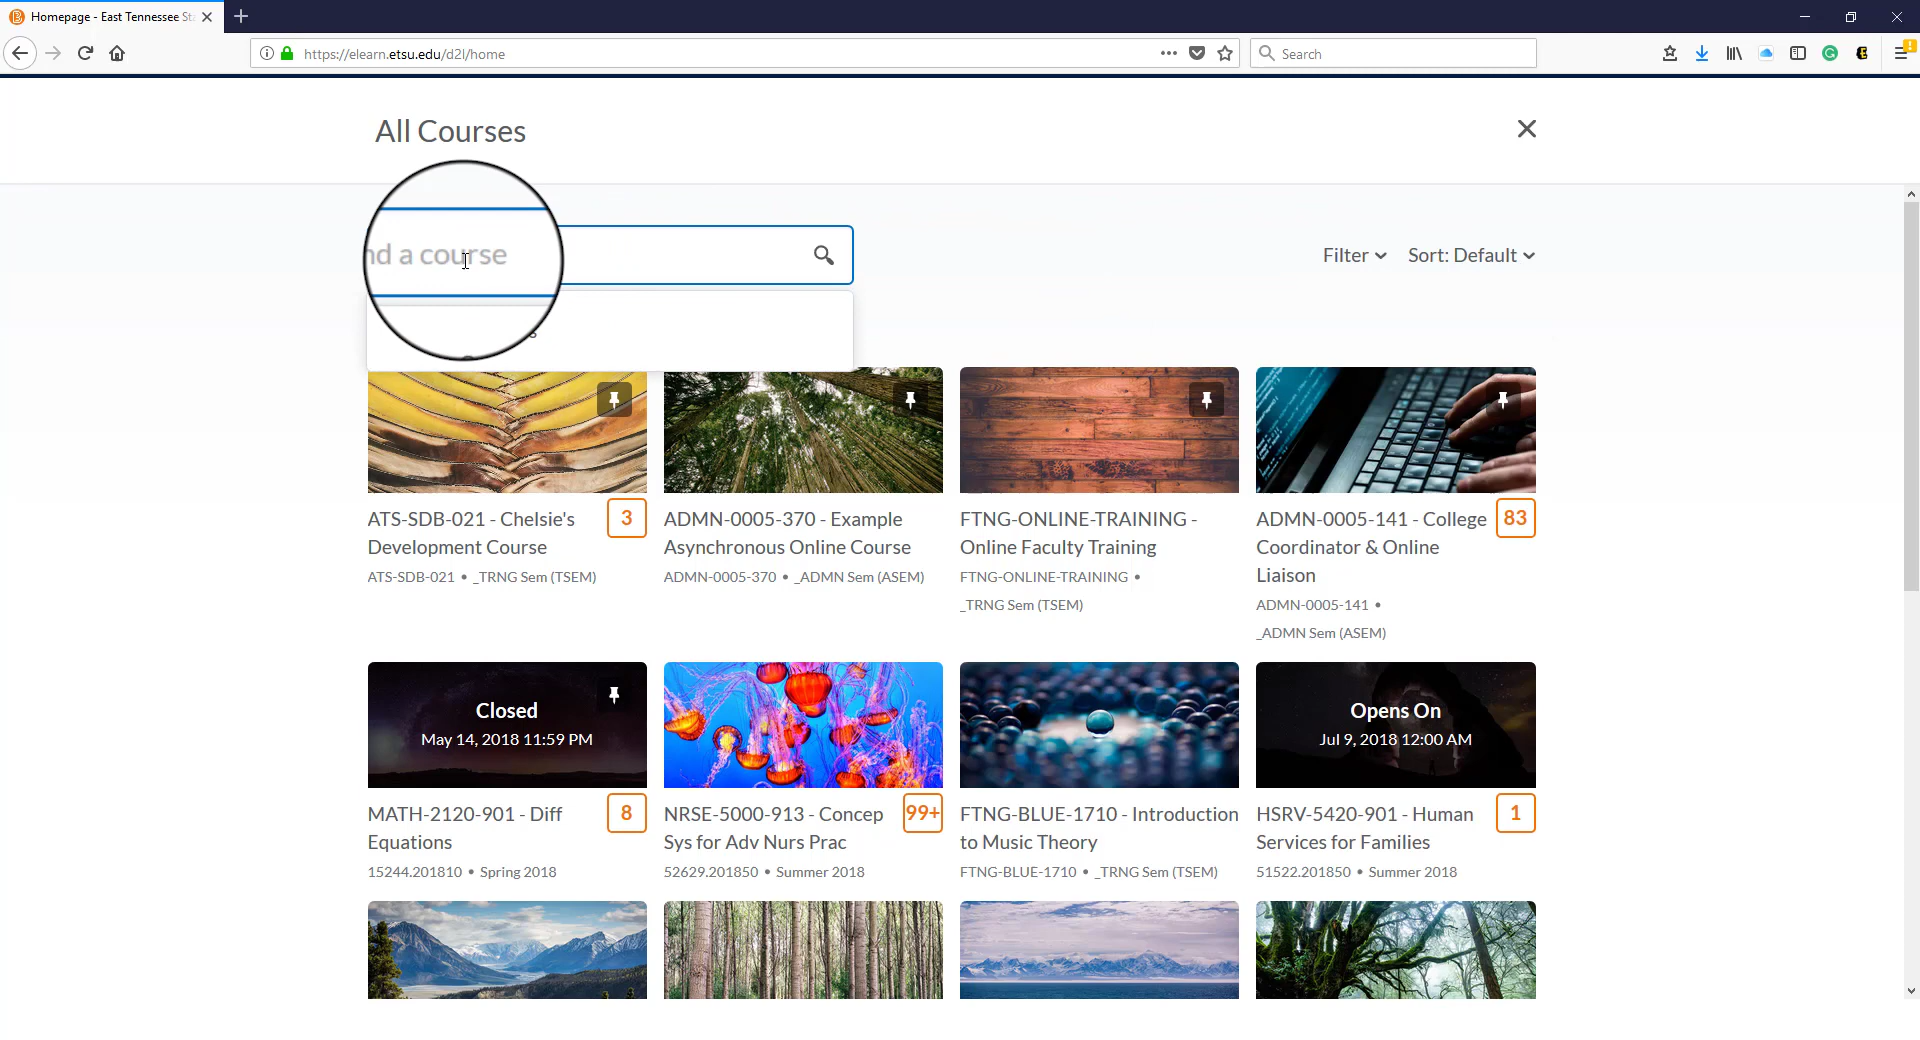 Homepage - East Tennessee St
https://elearn.etsu.edu/d2l/home
Search
All Courses
nd a course
Filter
Sort: Default
ATS-SDB-021 - Chelsie's
Development Course
3
ATS-SDB-021 • _TRNG Sem (TSEM)
ADMN-0005-370 - Example
Asynchronous Online Course
ADMN-0005-370 • _ADMN Sem (ASEM)
FTNG-ONLINE-TRAINING -
Online Faculty Training
FTNG-ONLINE-TRAINING •
_TRNG Sem (TSEM)
ADMN-0005-141 - College
Coordinator & Online
Liaison
83
ADMN-0005-141 •
_ADMN Sem (ASEM)
Closed
May 14, 2018 11:59 PM
MATH-2120-901 - Diff
Equations
8
15244.201810 • Spring 2018
NRSE-5000-913 - Concep
Sys for Adv Nurs Prac
99+
52629.201850 • Summer 2018
FTNG-BLUE-1710 - Introduction
to Music Theory
FTNG-BLUE-1710 • _TRNG Sem (TSEM)
Opens On
Jul 9, 2018 12:00 AM
HSRV-5420-901 - Human
Services for Families
1
51522.201850 • Summer 2018